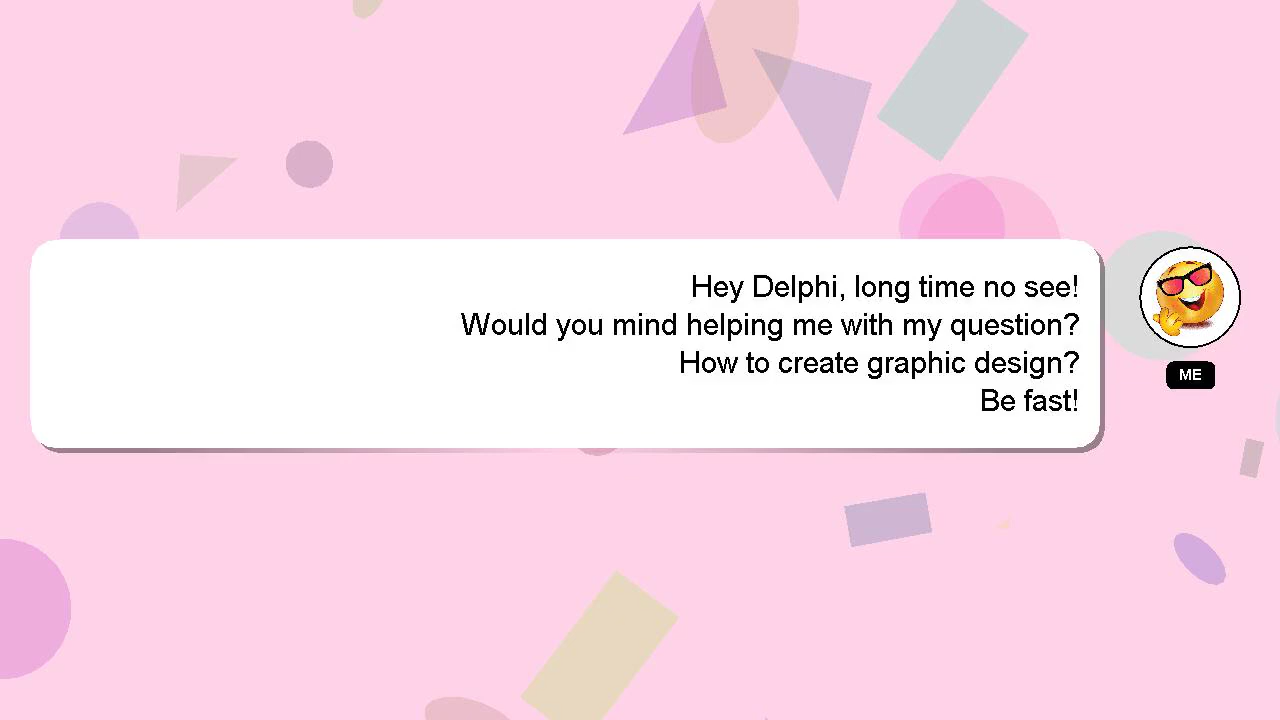 Hey Delphi, long time no see!
Would you mind helping me with my question?
How to create graphic design?
Be fast!
ME